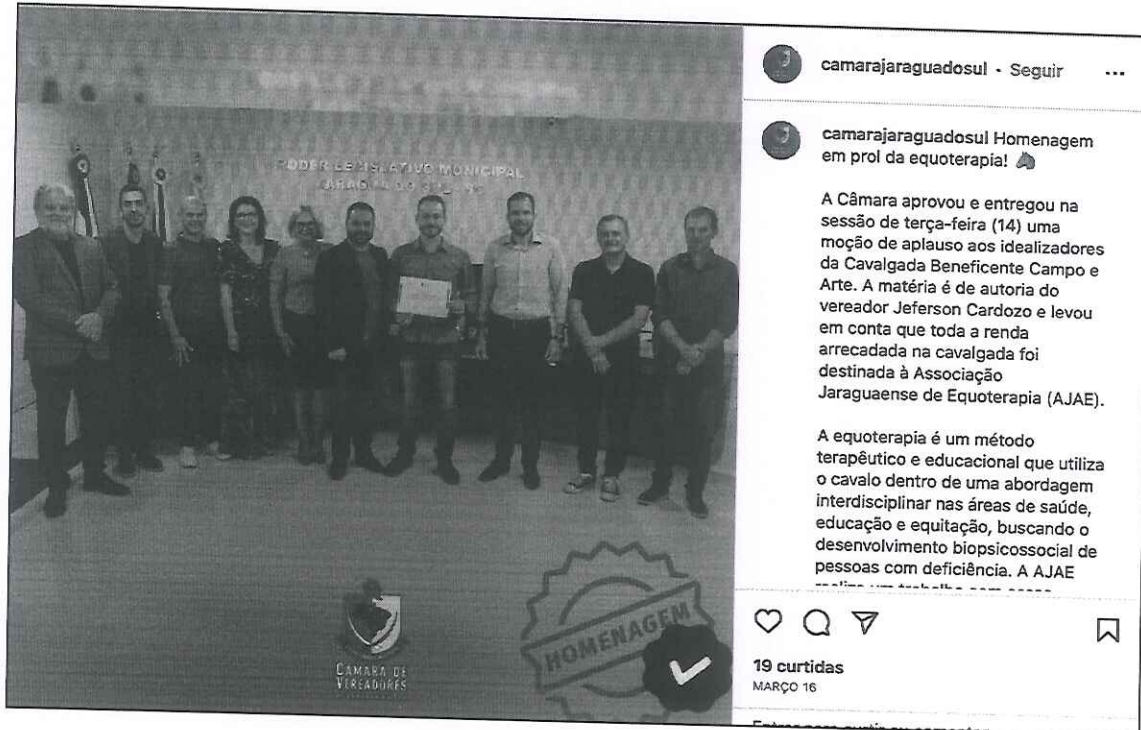 PODER LEGISLATIVO MUNICIPAL
JARAGUÁ DO SUL - SC
CÂMARA DE
VEREADORES
HOMENAGEM
camarajaraguadosul • Seguir
camarajaraguadosul Homenagem
em prol da equoterapia!
A Câmara aprovou e entregou na
sessão de terça-feira (14) uma
moção de aplauso aos idealizadores
da Cavalgada Beneficente Campo e
Arte. A matéria é de autoria do
vereador Jeferson Cardozo e levou
em conta que toda a renda
arrecadada na cavalgada foi
destinada à Associação
Jaraguaense de Equoterapia (AJAE).
A equoterapia é um método
terapêutico e educacional que utiliza
o cavalo dentro de uma abordagem
interdisciplinar nas áreas de saúde,
educação e equitação, buscando o
desenvolvimento biopsicossocial de
pessoas com deficiência. A AJAE
19 curtidas
MARÇO 16